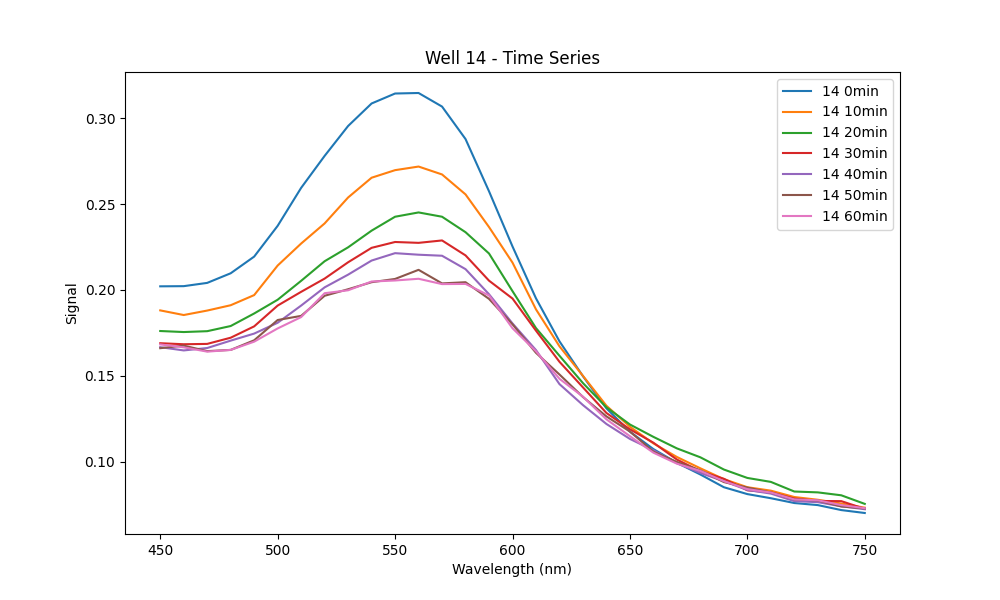 Well 14 - Time Series
14 0min
14 10min
14 20min
14 30min
14 40min
14 50min
14 60min
Signal
0.30
0.25
0.20
0.15
0.10
450 500 550 600 650 700 750
Wavelength (nm)